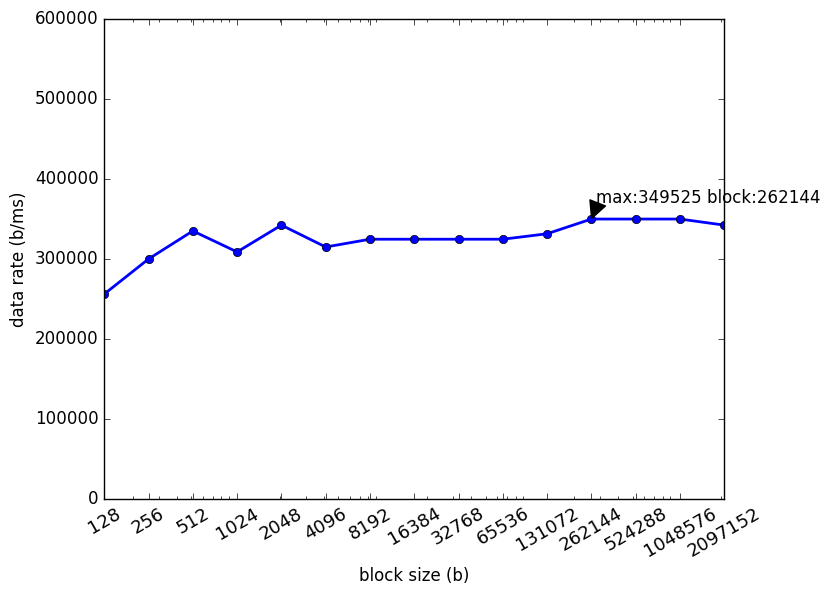 600000
500000
400000
max:349525 block:262144
300000
200000
100000
0
data rate (b/ms)
128 256 512 1024 2048 4096 8192 16384 32768 65536 131072 262144 524288 1048576 2097152
block size (b)